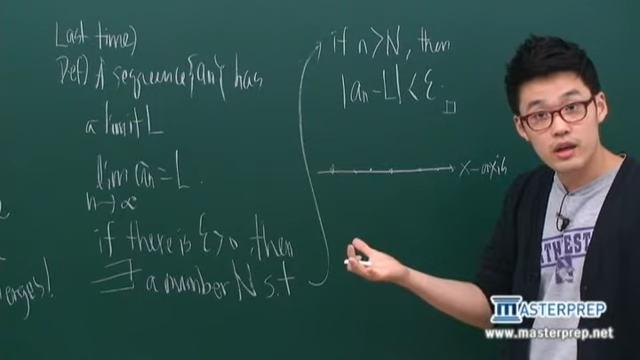 Last time)
Def) A sequence {an} has
a limit L
lim an = L.
n→∞
if there is ε>0, then
∃ a number N s.t
if n>N, then
|an - L| < ε.
x-axis
erges!
THWEST
MASTERPREP
www.masterprep.net